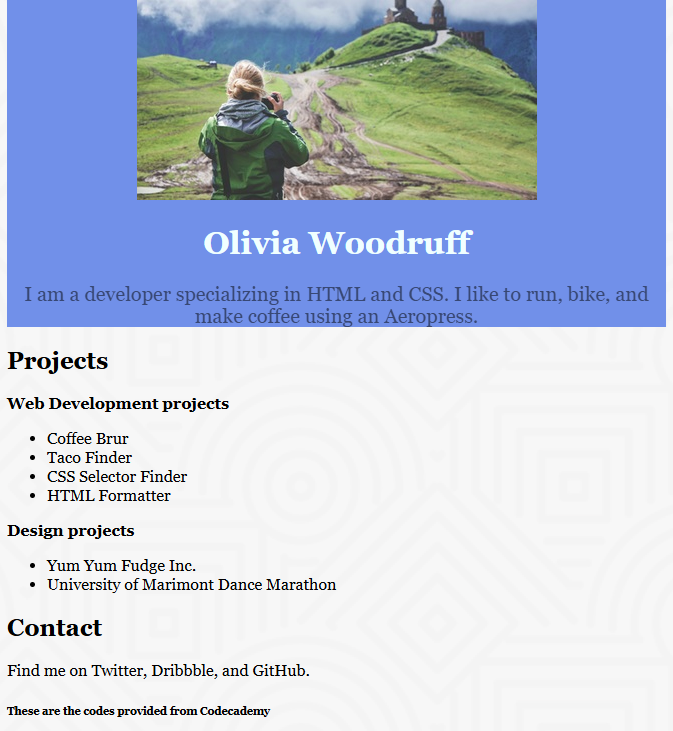 Olivia Woodruff
I am a developer specializing in HTML and CSS. I like to run, bike, and
make coffee using an Aeropress.
Projects
Web Development projects
• Coffee Brur
• Taco Finder
• CSS Selector Finder
• HTML Formatter
Design projects
• Yum Yum Fudge Inc.
• University of Marimont Dance Marathon
Contact
Find me on Twitter, Dribbble, and GitHub.
These are the codes provided from Codecademy